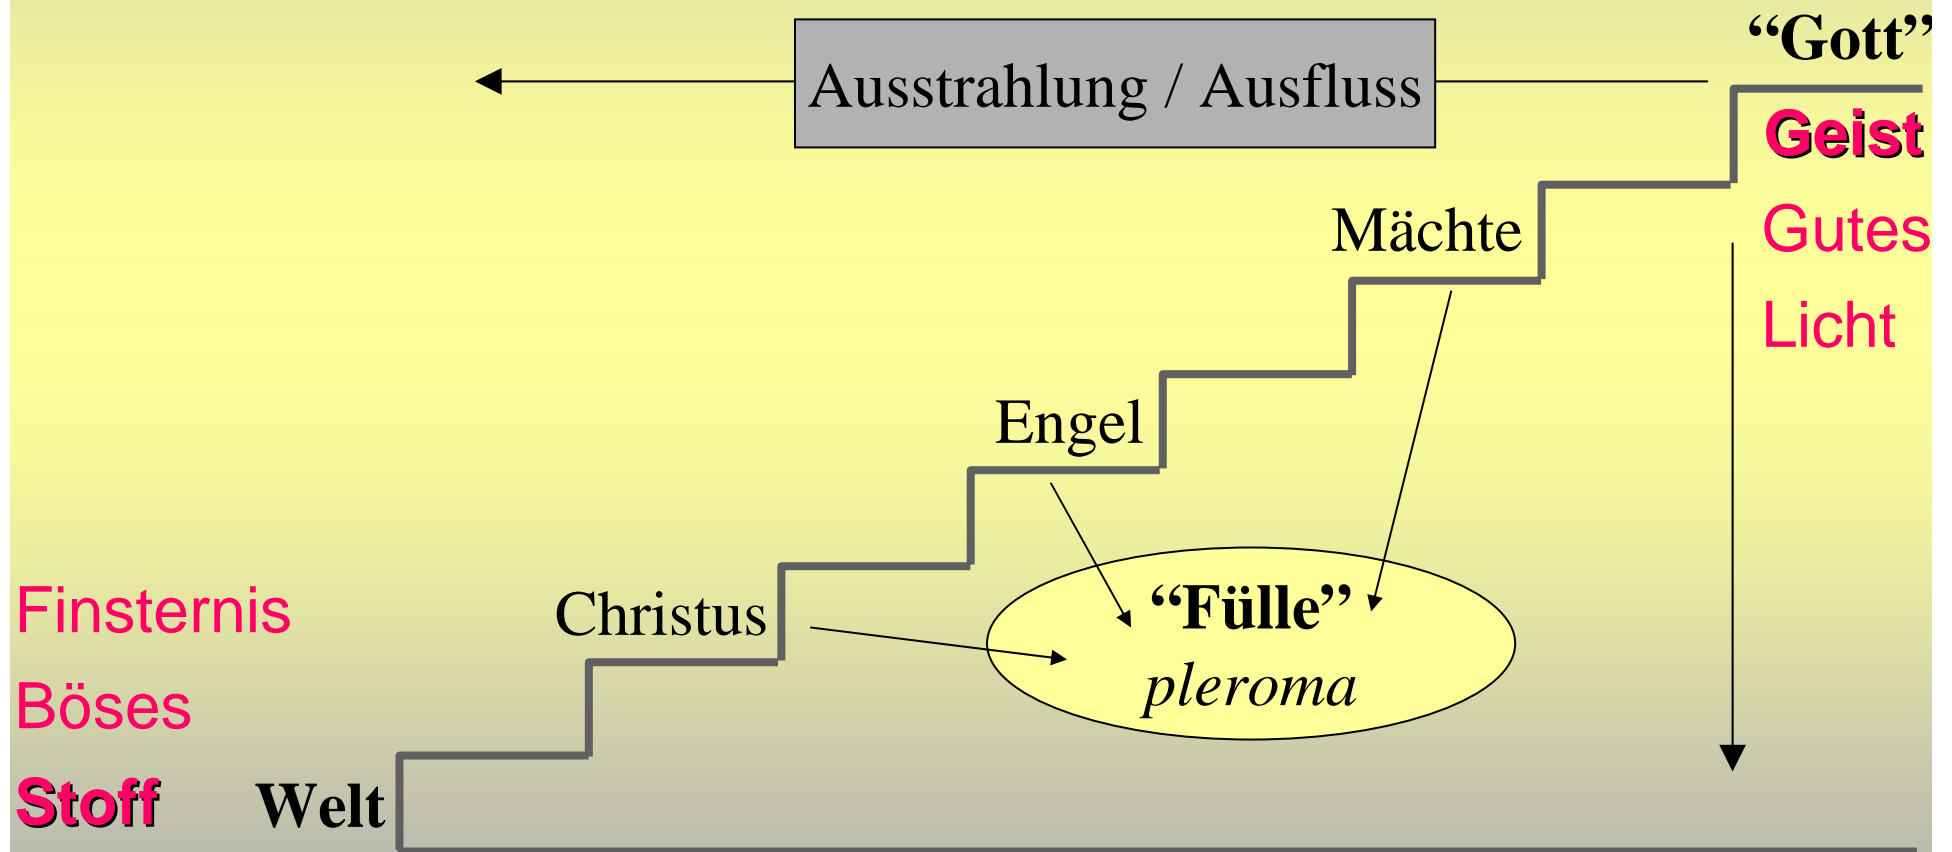 “Gott”
Ausstrahlung / Ausfluss
Geist
Gutes
Mächte
Licht
Engel
Finsternis
Christus
“Fülle”
pleroma
Böses
Stoff
Welt